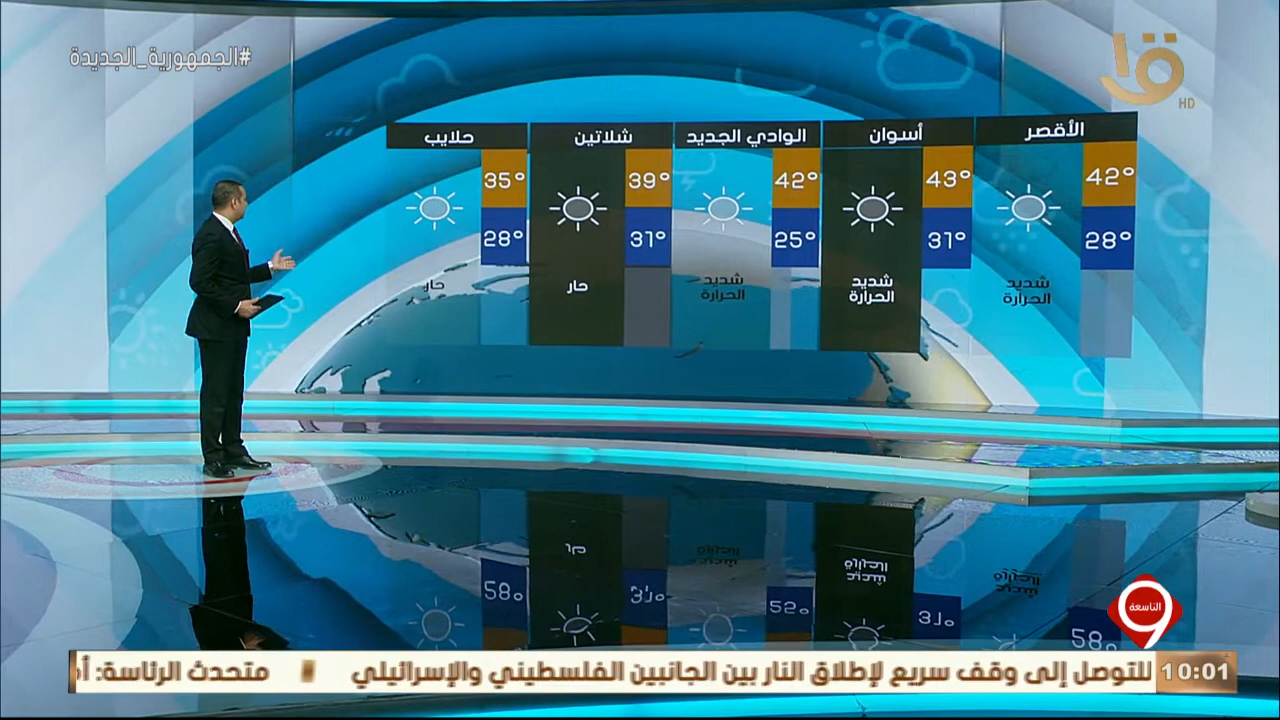 #الجمهورية_الجديدة
HD
الأقصر
42°
28°
شديد
الحرارة
أسوان
43°
31°
شديد
الحرارة
الوادي الجديد
42°
25°
شديد
الحرارة
شلاتين
39°
31°
حار
حلايب
35°
28°
حار
التاسعة
9
10:01
للتوصل إلى وقف سريع لإطلاق النار بين الجانبين الفلسطيني والإسرائيلي
متحدث الرئاسة: